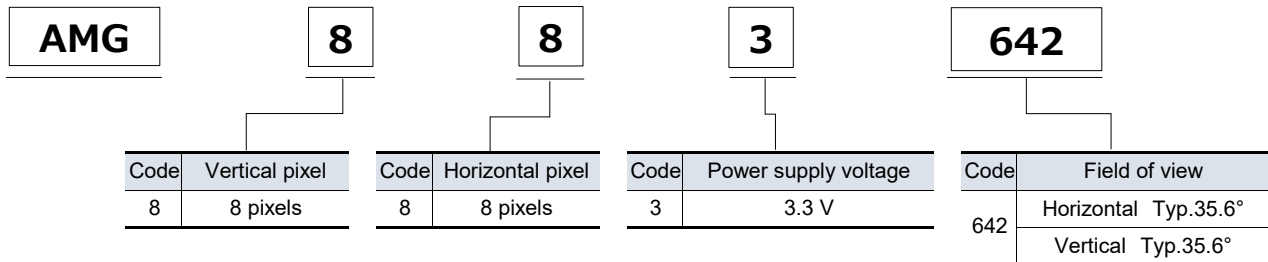 AMG 8 8 3 642
Code Vertical pixel Code Horizontal pixel Code Power supply voltage Code Field of view
8 8 pixels 8 8 pixels 3 3.3 V 642 Horizontal Typ.35.6°
Vertical Typ.35.6°